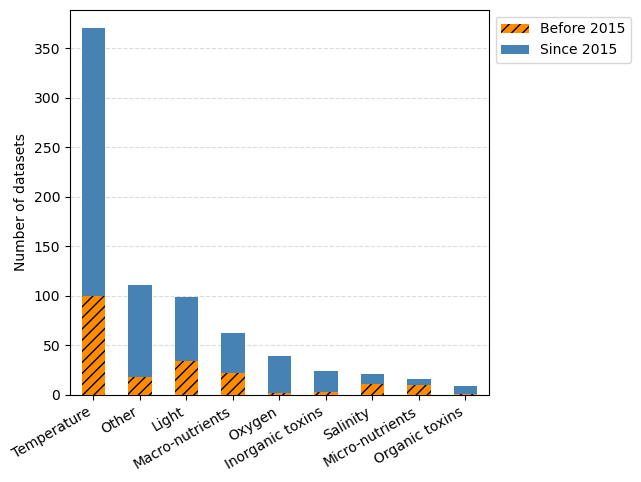 Before 2015
Since 2015
350
300
250
200
150
100
50
0
Number of datasets
Temperature
Other
Light
Macro-nutrients
Oxygen
Inorganic toxins
Salinity
Micro-nutrients
Organic toxins